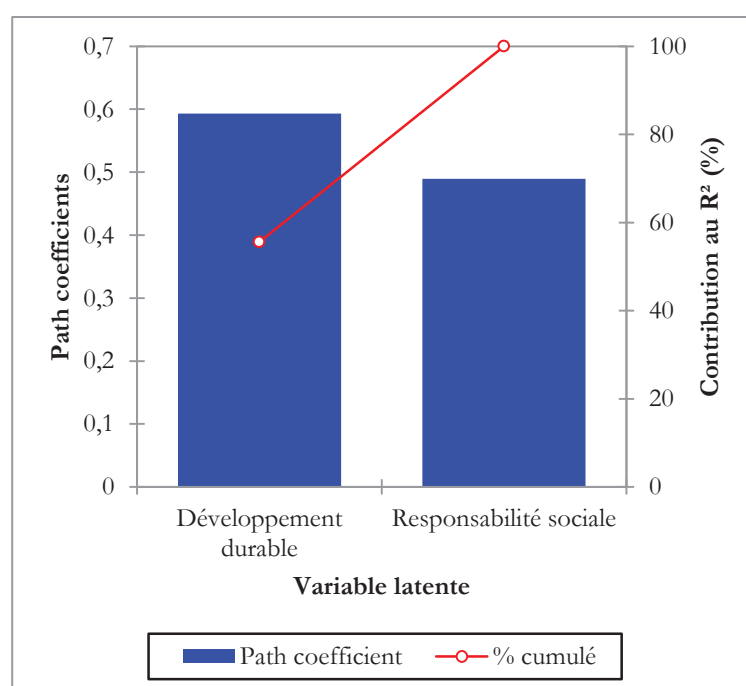 0,7
0,6
0,5
0,4
0,3
0,2
0,1
0
Path coefficients
100
80
60
40
20
0
Contribution au R² (%)
Développement
durable
Responsabilité sociale
Variable latente
Path coefficient
% cumulé